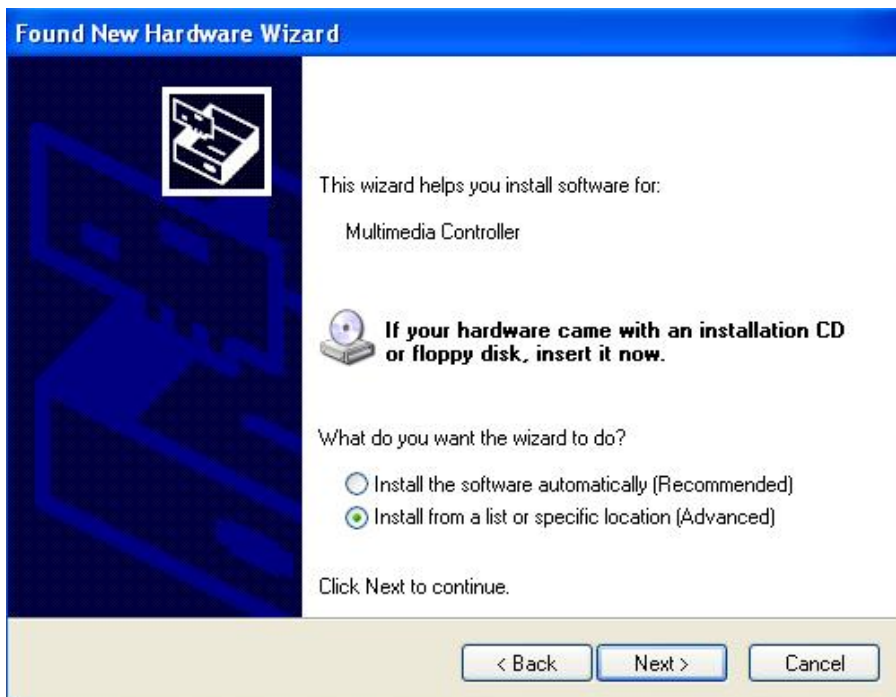 Found New Hardware Wizard
This wizard helps you install software for:
Multimedia Controller
If your hardware came with an installation CD
or floppy disk, insert it now.
What do you want the wizard to do?
Install the software automatically (Recommended)
Install from a list or specific location (Advanced)
Click Next to continue.
< Back
Next >
Cancel